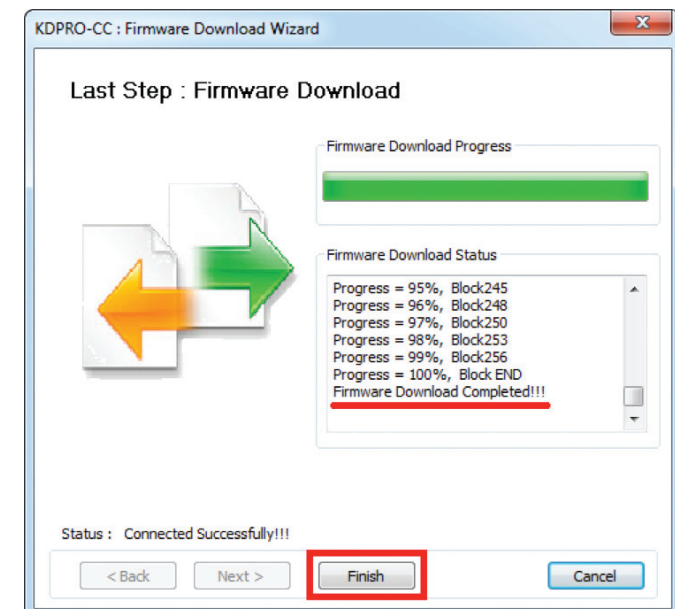 KDPRO-CC : Firmware Download Wizard
Last Step : Firmware Download
Firmware Download Progress
Firmware Download Status
Progress = 95%, Block245
Progress = 96%, Block248
Progress = 97%, Block250
Progress = 98%, Block253
Progress = 99%, Block256
Progress = 100%, Block END
Firmware Download Completed!!!
Status : Connected Successfully!!!
< Back Next > Finish Cancel